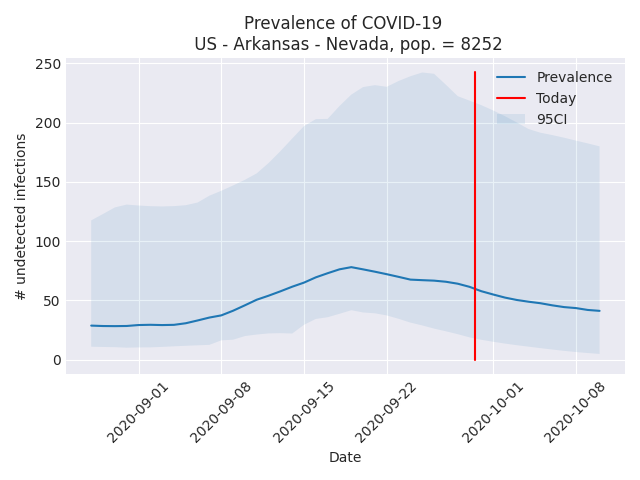 Prevalence of COVID-19
US - Arkansas - Nevada, pop. = 8252
# undetected infections
250
200
150
100
50
0
Prevalence
Today
95CI
2020-09-01
2020-09-08
2020-09-15
2020-09-22
2020-10-01
2020-10-08
Date